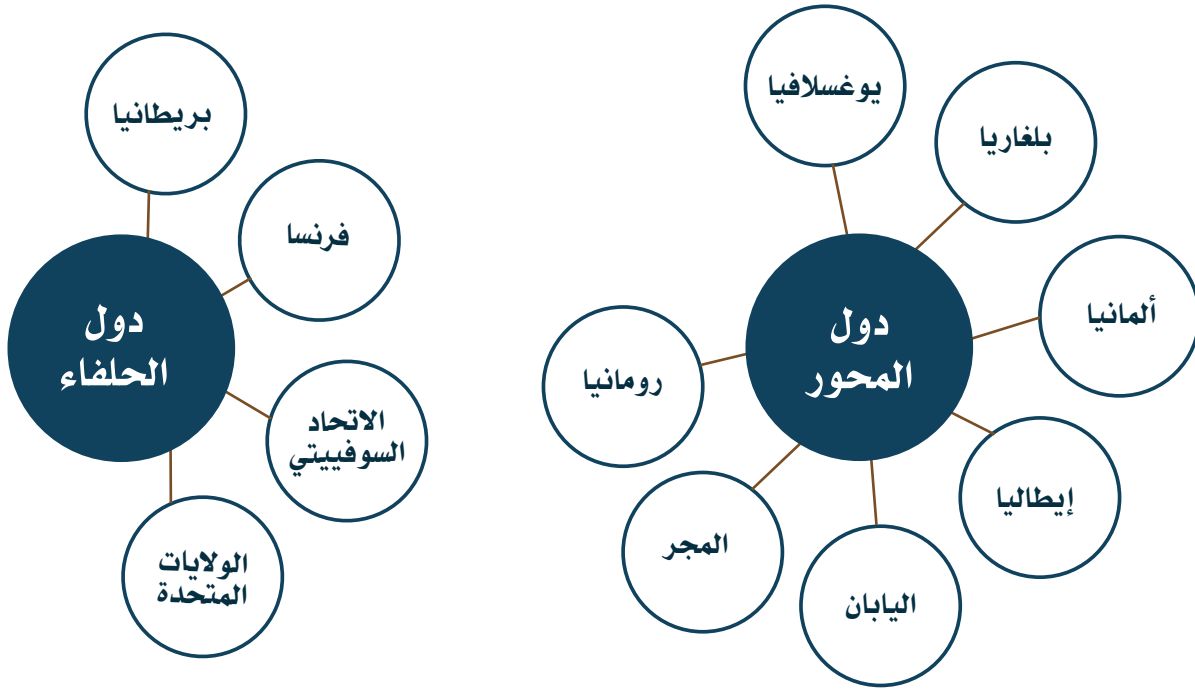 دول
المحور
يوغسلافيا
بلغاريا
ألمانيا
إيطاليا
اليابان
المجر
رومانيا
دول
الحلفاء
بريطانيا
فرنسا
الاتحاد
السوفييتي
الولايات
المتحدة